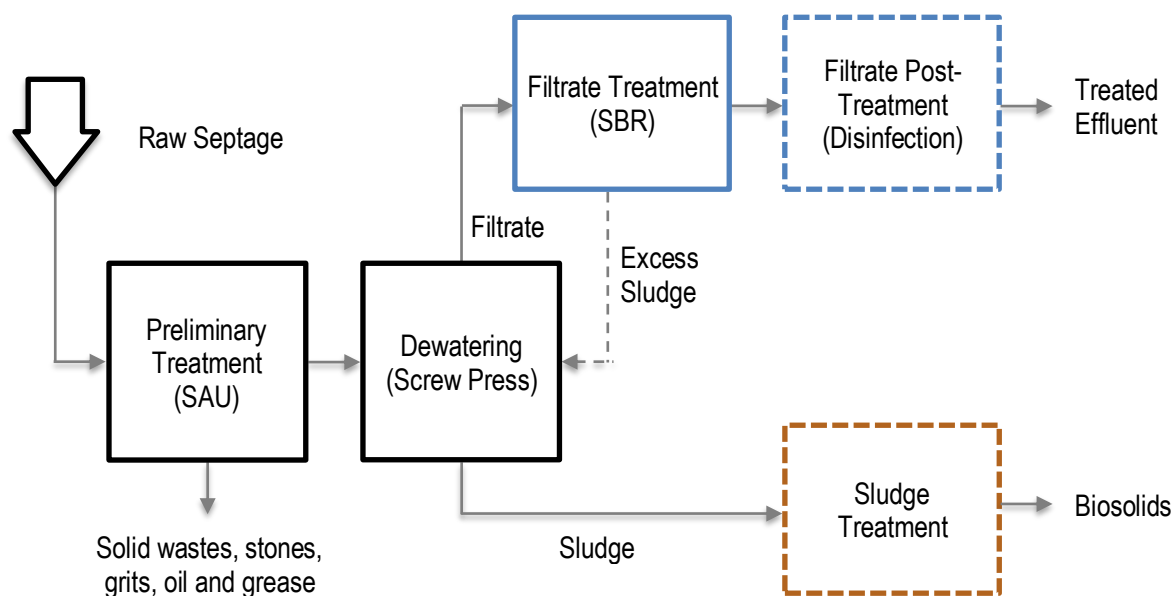 Raw Septage
Preliminary
Treatment
(SAU)
Solid wastes, stones,
grits, oil and grease
Dewatering
(Screw Press)
Filtrate
Filtrate Treatment
(SBR)
Excess
Sludge
Filtrate Post-
Treatment
(Disinfection)
Treated
Effluent
Sludge
Sludge
Treatment
Biosolids